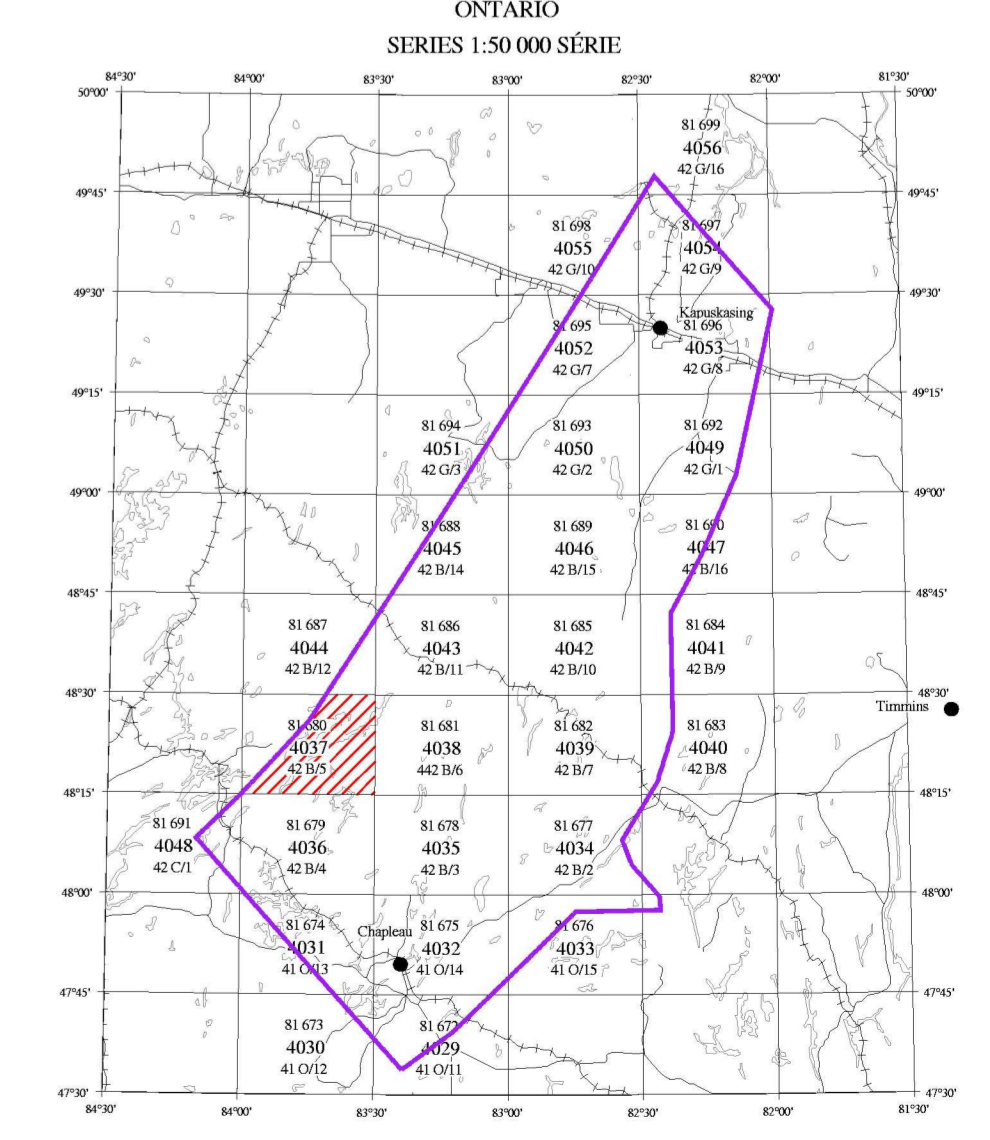 ONTARIO
SERIES 1:50 000 SÉRIE
84°30' 84°00' 83°30' 83°00' 82°30' 82°00' 81°30'
50°00' 50°00'
81 699
4056
42 G/16
49°45' 49°45'
81 698 81 697
4055 4054
42 G/10 42 G/9
49°30' 49°30'
Kapuskasing
81 695 81 696
4052 4053
42 G/7 42 G/8
49°15' 49°15'
81 694 81 693 81 692
4051 4050 4049
42 G/3 42 G/2 42 G/1
49°00' 49°00'
81 688 81 689 81 690
4045 4046 4047
42 B/14 42 B/15 42 B/16
48°45' 48°45'
81 687 81 686 81 685 81 684
4044 4043 4042 4041
42 B/12 42 B/11 42 B/10 42 B/9
48°30' 48°30'
Timmins
81 680 81 681 81 682 81 683
4037 4038 4039 4040
42 B/5 442 B/6 42 B/7 42 B/8
48°15' 48°15'
81 691 81 679 81 678 81 677
4048 4036 4035 4034
42 C/1 42 B/4 42 B/3 42 B/2
48°00' 48°00'
Chapleau
81 674 81 675 81 676
4031 4032 4033
41 O/13 41 O/14 41 O/15
47°45' 47°45'
81 673 81 672
4030 4029
41 O/12 41 O/11
47°30' 47°30'
84°30' 84°00' 83°30' 83°00' 82°30' 82°00' 81°30'